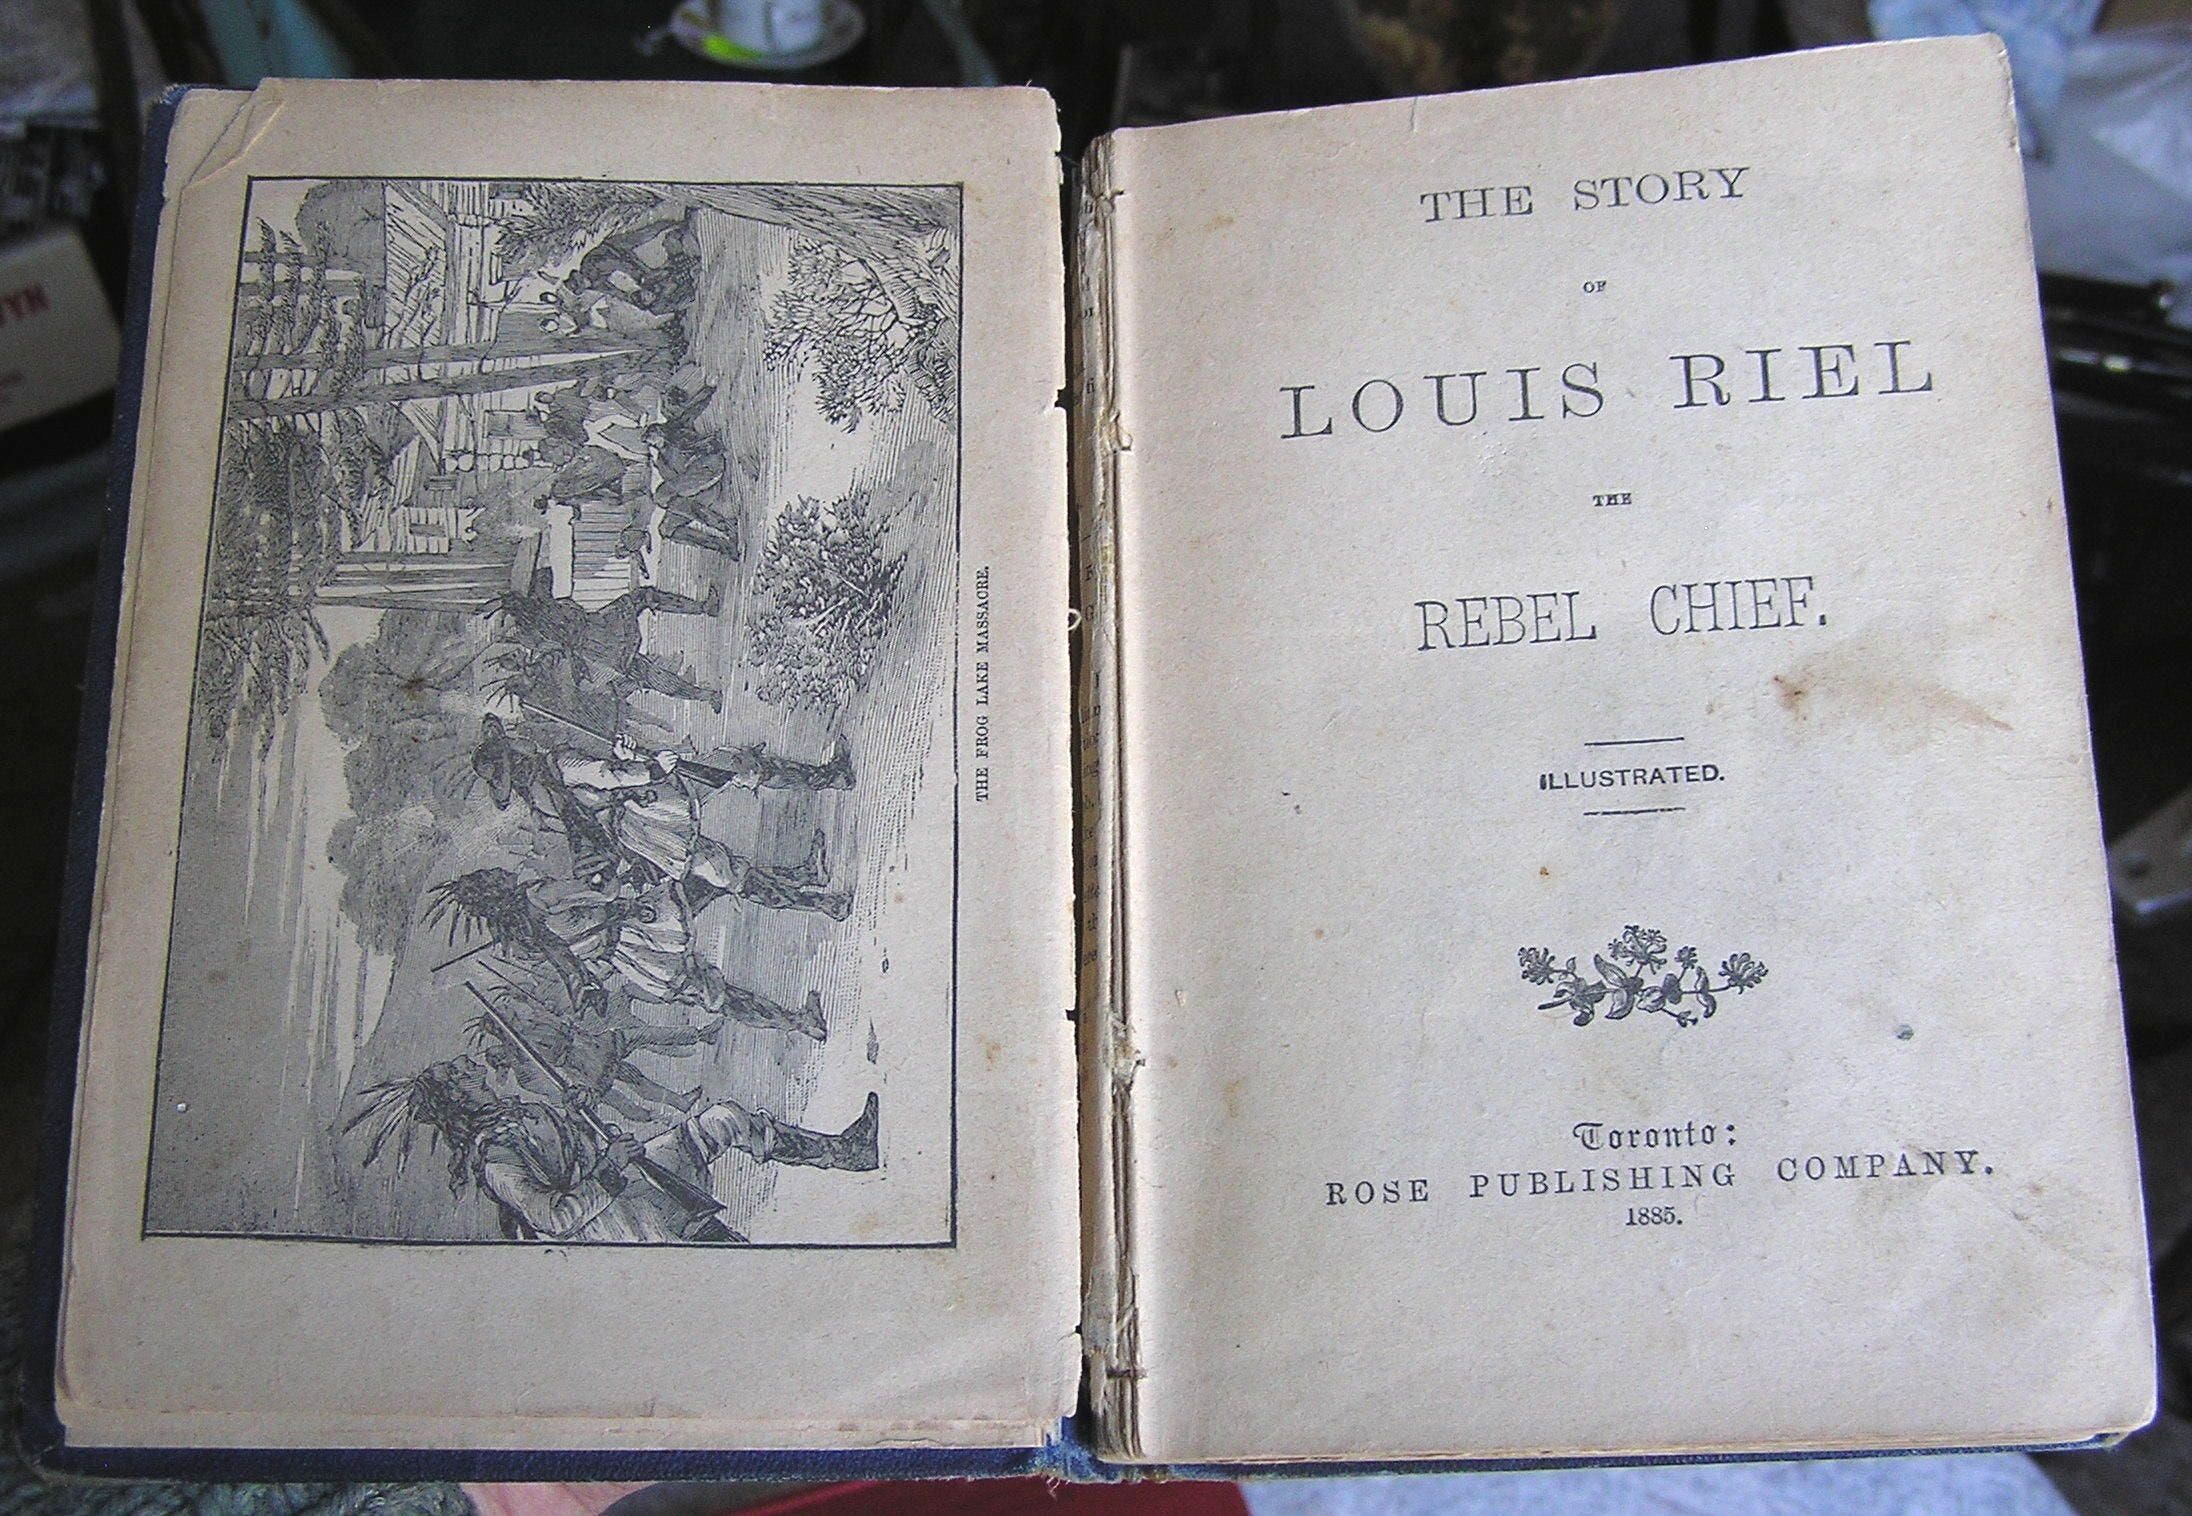 THE FROG LAKE MASSACRE.
THE STORY
OF
LOUIS RIEL
THE
REBEL CHIEF.
ILLUSTRATED.
Toronto:
ROSE PUBLISHING COMPANY.
1885.